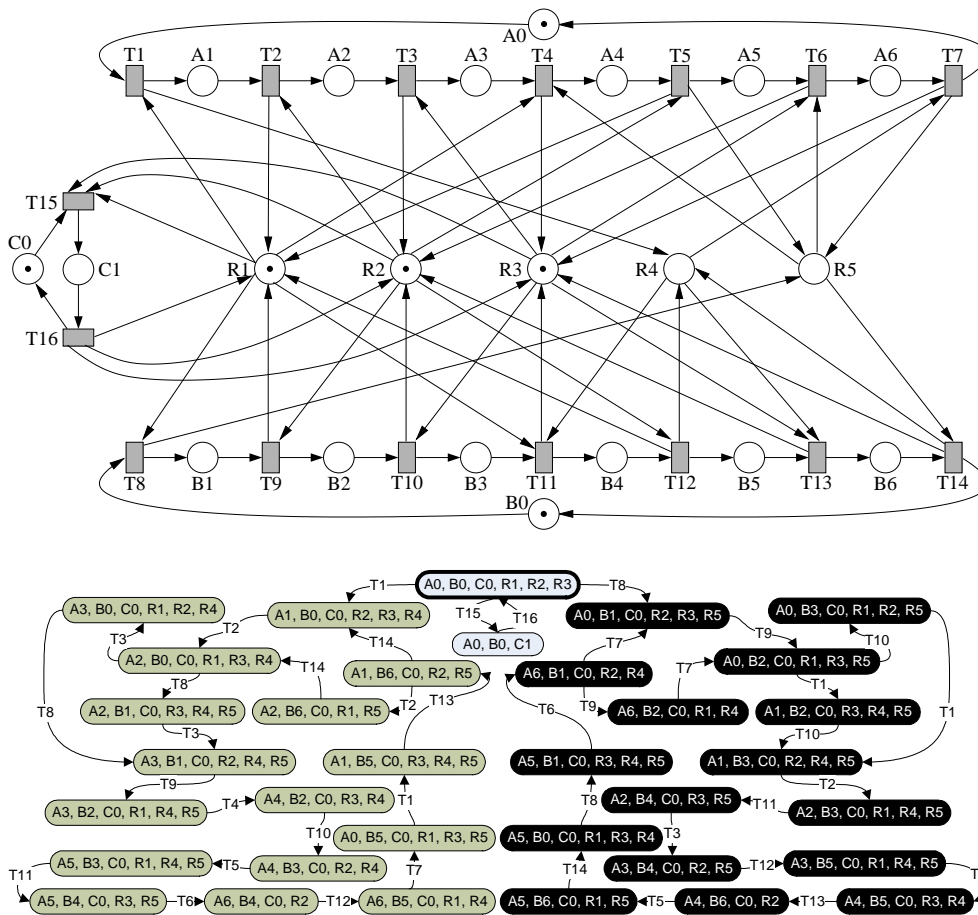 A0
T1 A1 T2 A2 T3 A3 T4 A4 T5 A5 T6 A6 T7
T15
C0
C1 R1 R2 R3 R4 R5
T16
T8 B1 T9 B2 T10 B3 T11 B4 T12 B5 T13 B6 T14
B0
A0, B0, C0, R1, R2, R3
T1
T8
A3, B0, C0, R1, R2, R4
A1, B0, C0, R2, R3, R4
T15
T16
A0, B1, C0, R2, R3, R5
A0, B3, C0, R1, R2, R5
T3
T2
T14
A0, B0, C1
T7
T9
T10
A2, B0, C0, R1, R3, R4
T14
A1, B6, C0, R2, R5
A6, B1, C0, R2, R4
T7
A0, B2, C0, R1, R3, R5
T8
T2
T13
T9
T1
A2, B1, C0, R3, R4, R5
A2, B6, C0, R1, R5
A6, B2, C0, R1, R4
A1, B2, C0, R3, R4, R5
T8
T3
T6
T10
T1
A3, B1, C0, R2, R4, R5
A1, B5, C0, R3, R4, R5
A5, B1, C0, R3, R4, R5
A1, B3, C0, R2, R4, R5
T9
T1
T8
T2
A3, B2, C0, R1, R4, R5
T4
A4, B2, C0, R3, R4
A2, B4, C0, R3, R5
T11
A2, B3, C0, R1, R4, R5
T10
A0, B5, C0, R1, R3, R5
A5, B0, C0, R1, R3, R4
T3
A5, B3, C0, R1, R4, R5
T5
A4, B3, C0, R2, R4
T7
T14
A3, B4, C0, R2, R5
T12
A3, B5, C0, R1, R4, R5
T11
A5, B4, C0, R3, R5
T6
A6, B4, C0, R2
T12
A6, B5, C0, R1, R4
A5, B6, C0, R1, R5
T5
A4, B6, C0, R2
T13
A4, B5, C0, R3, R4